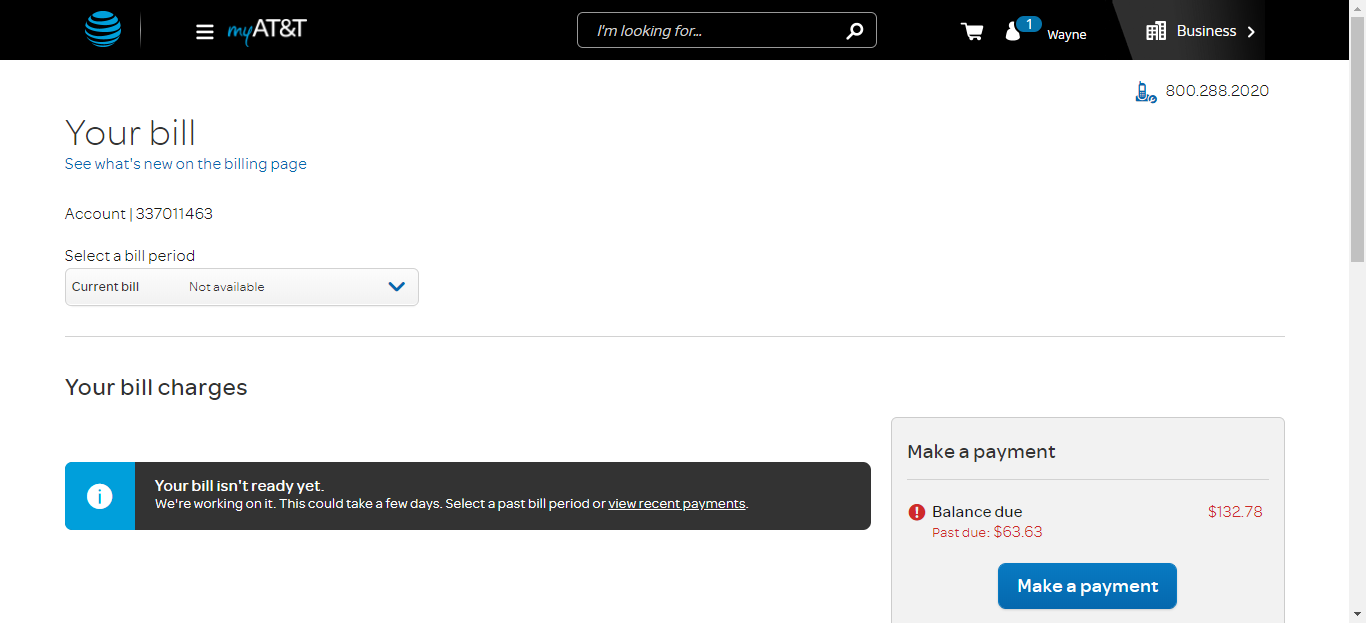 myAT&T
I'm looking for...
1
Wayne
Business
800.288.2020
Your bill
See what's new on the billing page
Account | 337011463
Select a bill period
Current bill Not available
Your bill charges
Your bill isn't ready yet.
We're working on it. This could take a few days. Select a past bill period or view recent payments.
Make a payment
Balance due $132.78
Past due: $63.63
Make a payment